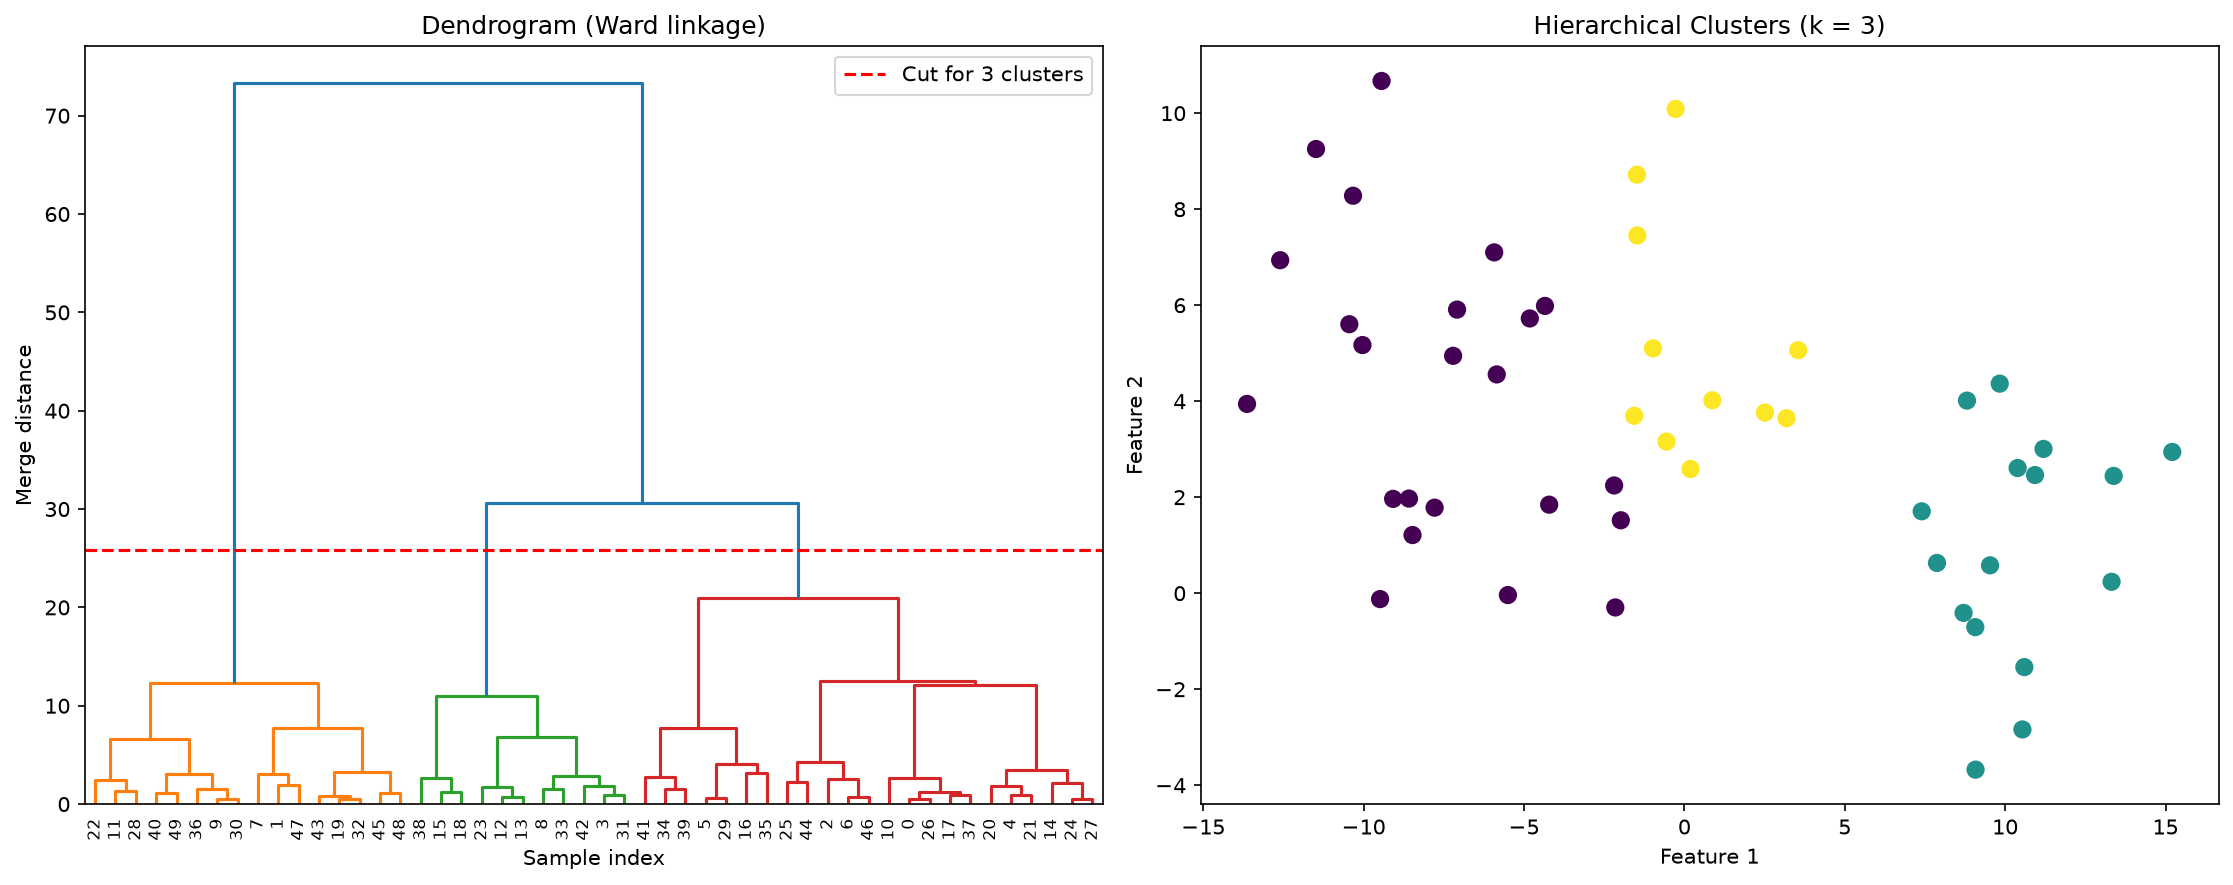 Dendrogram (Ward linkage)
Cut for 3 clusters
Merge distance
70
60
50
40
30
20
10
0
22 11 28 40 49 36 9 30 7 1 47 43 19 32 45 48 38 15 18 23 12 13 8 33 42 3 31 41 34 39 5 29 16 35 25 44 2 6 46 10 0 26 17 37 20 4 21 14 24 27
Sample index
Hierarchical Clusters (k = 3)
Feature 2
10
8
6
4
2
0
−2
−4
−15 −10 −5 0 5 10 15
Feature 1